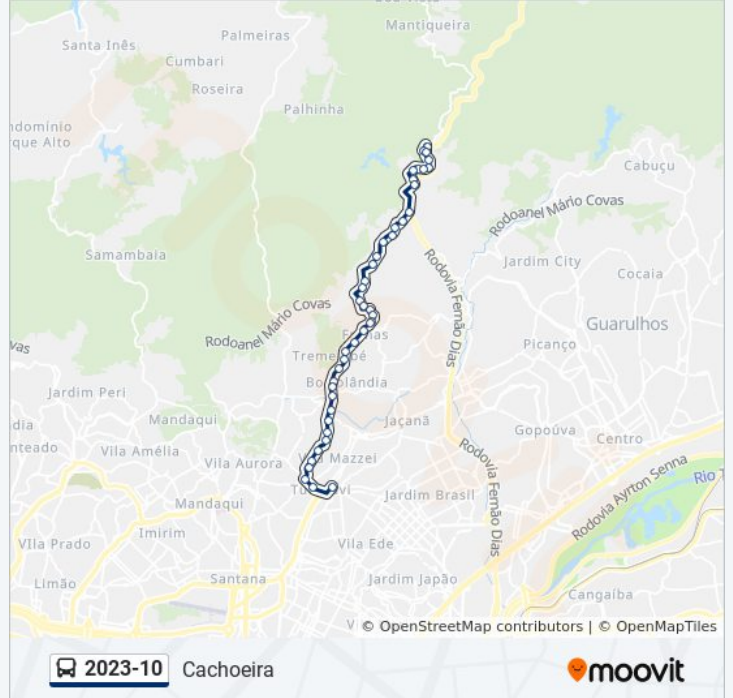 Mantiqueira
Santa Inês
Palmeiras
Cumbari
Roseira
Palhinha
ndomínio
rque Alto
Cabuçu
Rodoanel Mário Covas
Samambaia
Jardim City
Rodovia Fernão Dias
Cocaia
Rodoanel Mário Covas
Guarulhos
vas
Picanço
Jardim Peri
Mandaqui
dia
nteado
Vila Amélia
Jaçanã
Gopoúva
Centro
Vila Aurora
Mazzei
Rodovia Fernão Dias
Rodovia Ayrton Senna
Rio T
Mandaqui
Jardim Brasil
Imirim
VIla Prado
Vila Ede
Santana
Jardim Japão
LImão
Cangaíba
V
© OpenStreetMap contributors | © OpenMapTiles
2023-10 Cachoeira
moovit